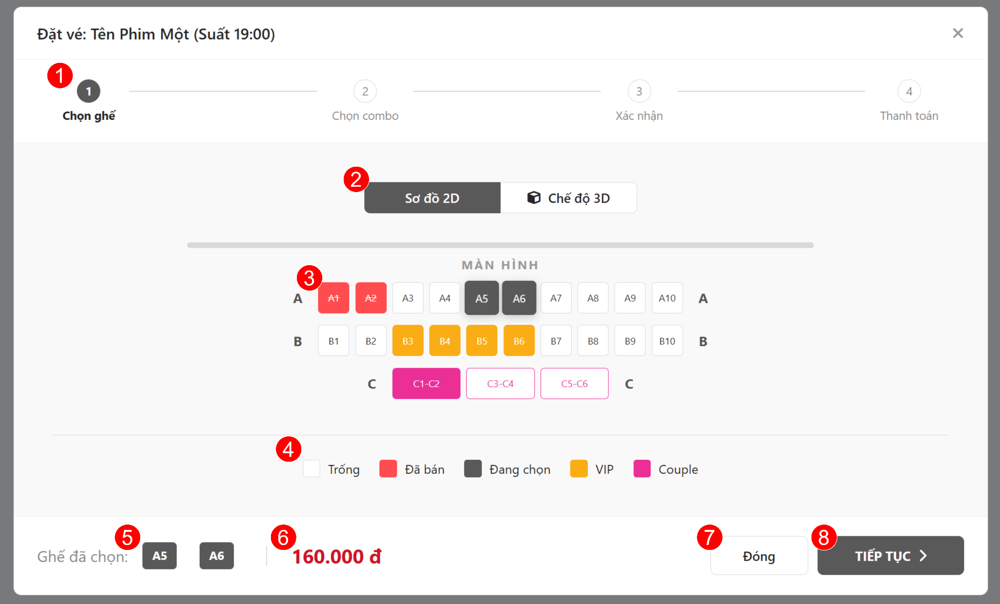 Đặt vé: Tên Phim Một (Suất 19:00)
1
1 2 3 4
Chọn ghế Chọn combo Xác nhận Thanh toán
2
Sơ đồ 2D Chế độ 3D
MÀN HÌNH
3
A A1 A2 A3 A4 A5 A6 A7 A8 A9 A10 A
B B1 B2 B3 B4 B5 B6 B7 B8 B9 B10 B
C C1-C2 C3-C4 C5-C6 C
4
Trống Đã bán Đang chọn VIP Couple
5 6 7 8
Ghế đã chọn: A5 A6 160.000 đ Đóng TIẾP TỤC